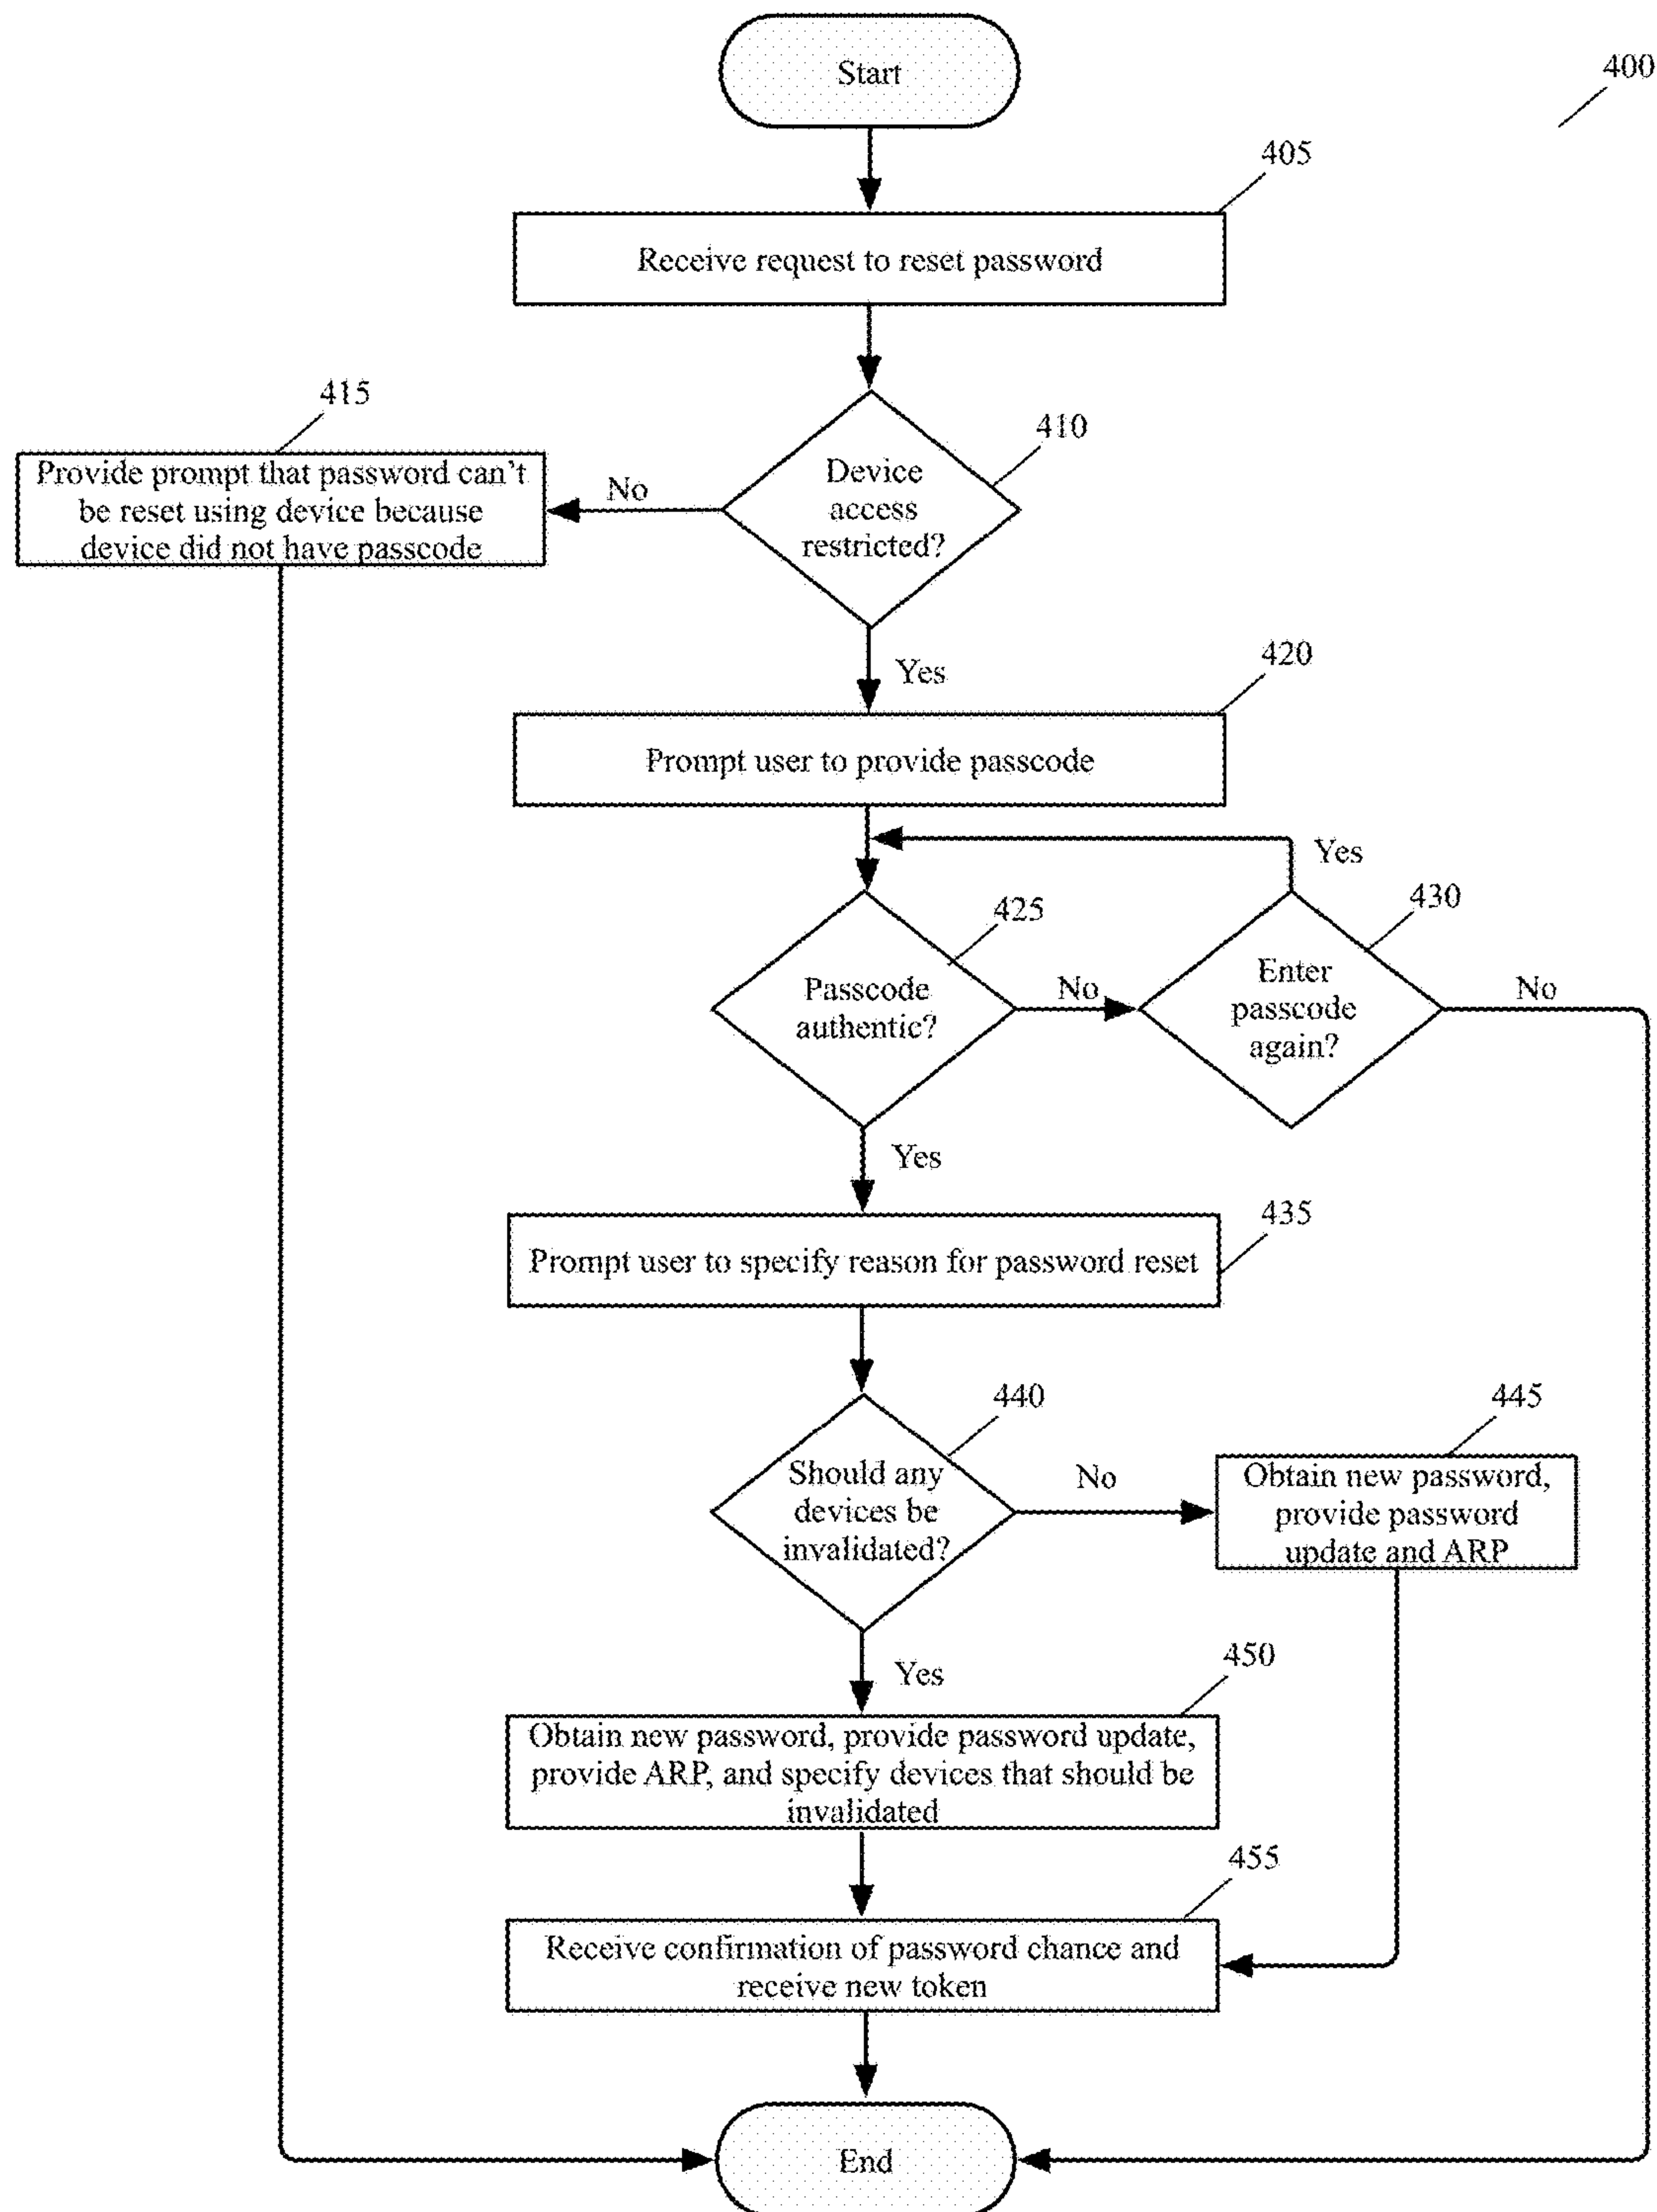 Start
400
405
Receive request to reset password
415
410
Provide prompt that password can't
be reset using device because
device did not have passcode
No
Device
access
restricted?
Yes
420
Prompt user to provide passcode
Yes
425
430
Passcode
authentic?
No
Enter
passcode
again?
No
Yes
435
Prompt user to specify reason for password reset
440
445
Should any
devices be
invalidated?
No
Obtain new password,
provide password
update and ARP
Yes
450
Obtain new password, provide password update,
provide ARP, and specify devices that should be
invalidated
455
Receive confirmation of password chance and
receive new token
End